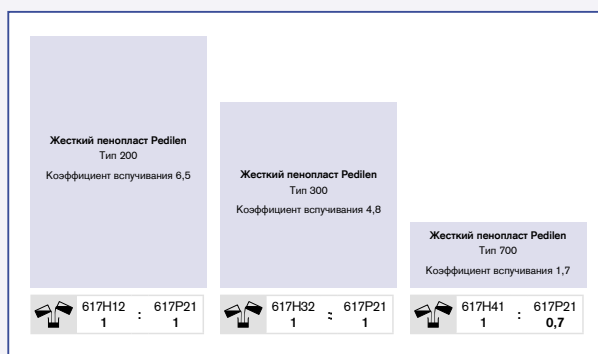 Жесткий пенопласт Pedilen
Тип 200
Коэффициент вспучивания 6,5
Жесткий пенопласт Pedilen
Тип 300
Коэффициент вспучивания 4,8
Жесткий пенопласт Pedilen
Тип 700
Коэффициент вспучивания 1,7
617H12 : 617P21
1 1
617H32 : 617P21
1 1
617H41 : 617P21
1 0,7